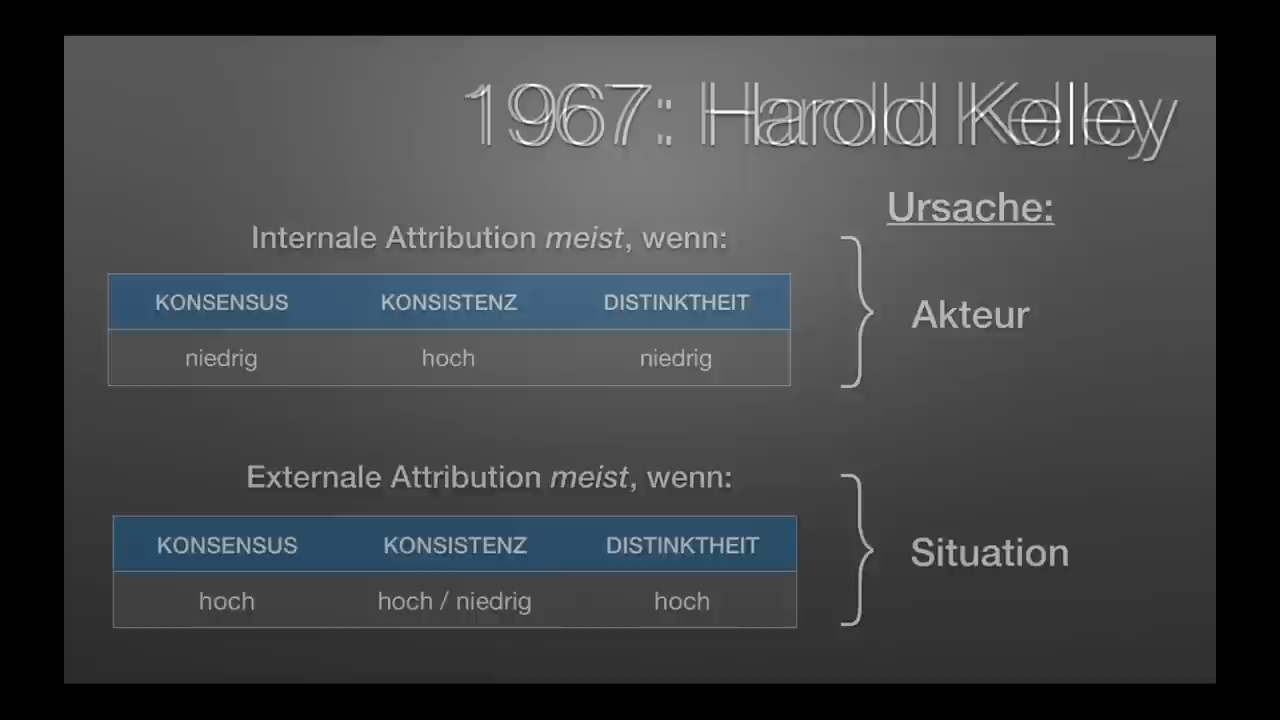 1967: Harold Kelley
Ursache:
Internale Attribution meist, wenn:
KONSENSUS KONSISTENZ DISTINKTHEIT
niedrig hoch niedrig
Akteur
Externale Attribution meist, wenn:
KONSENSUS KONSISTENZ DISTINKTHEIT
hoch hoch / niedrig hoch
Situation